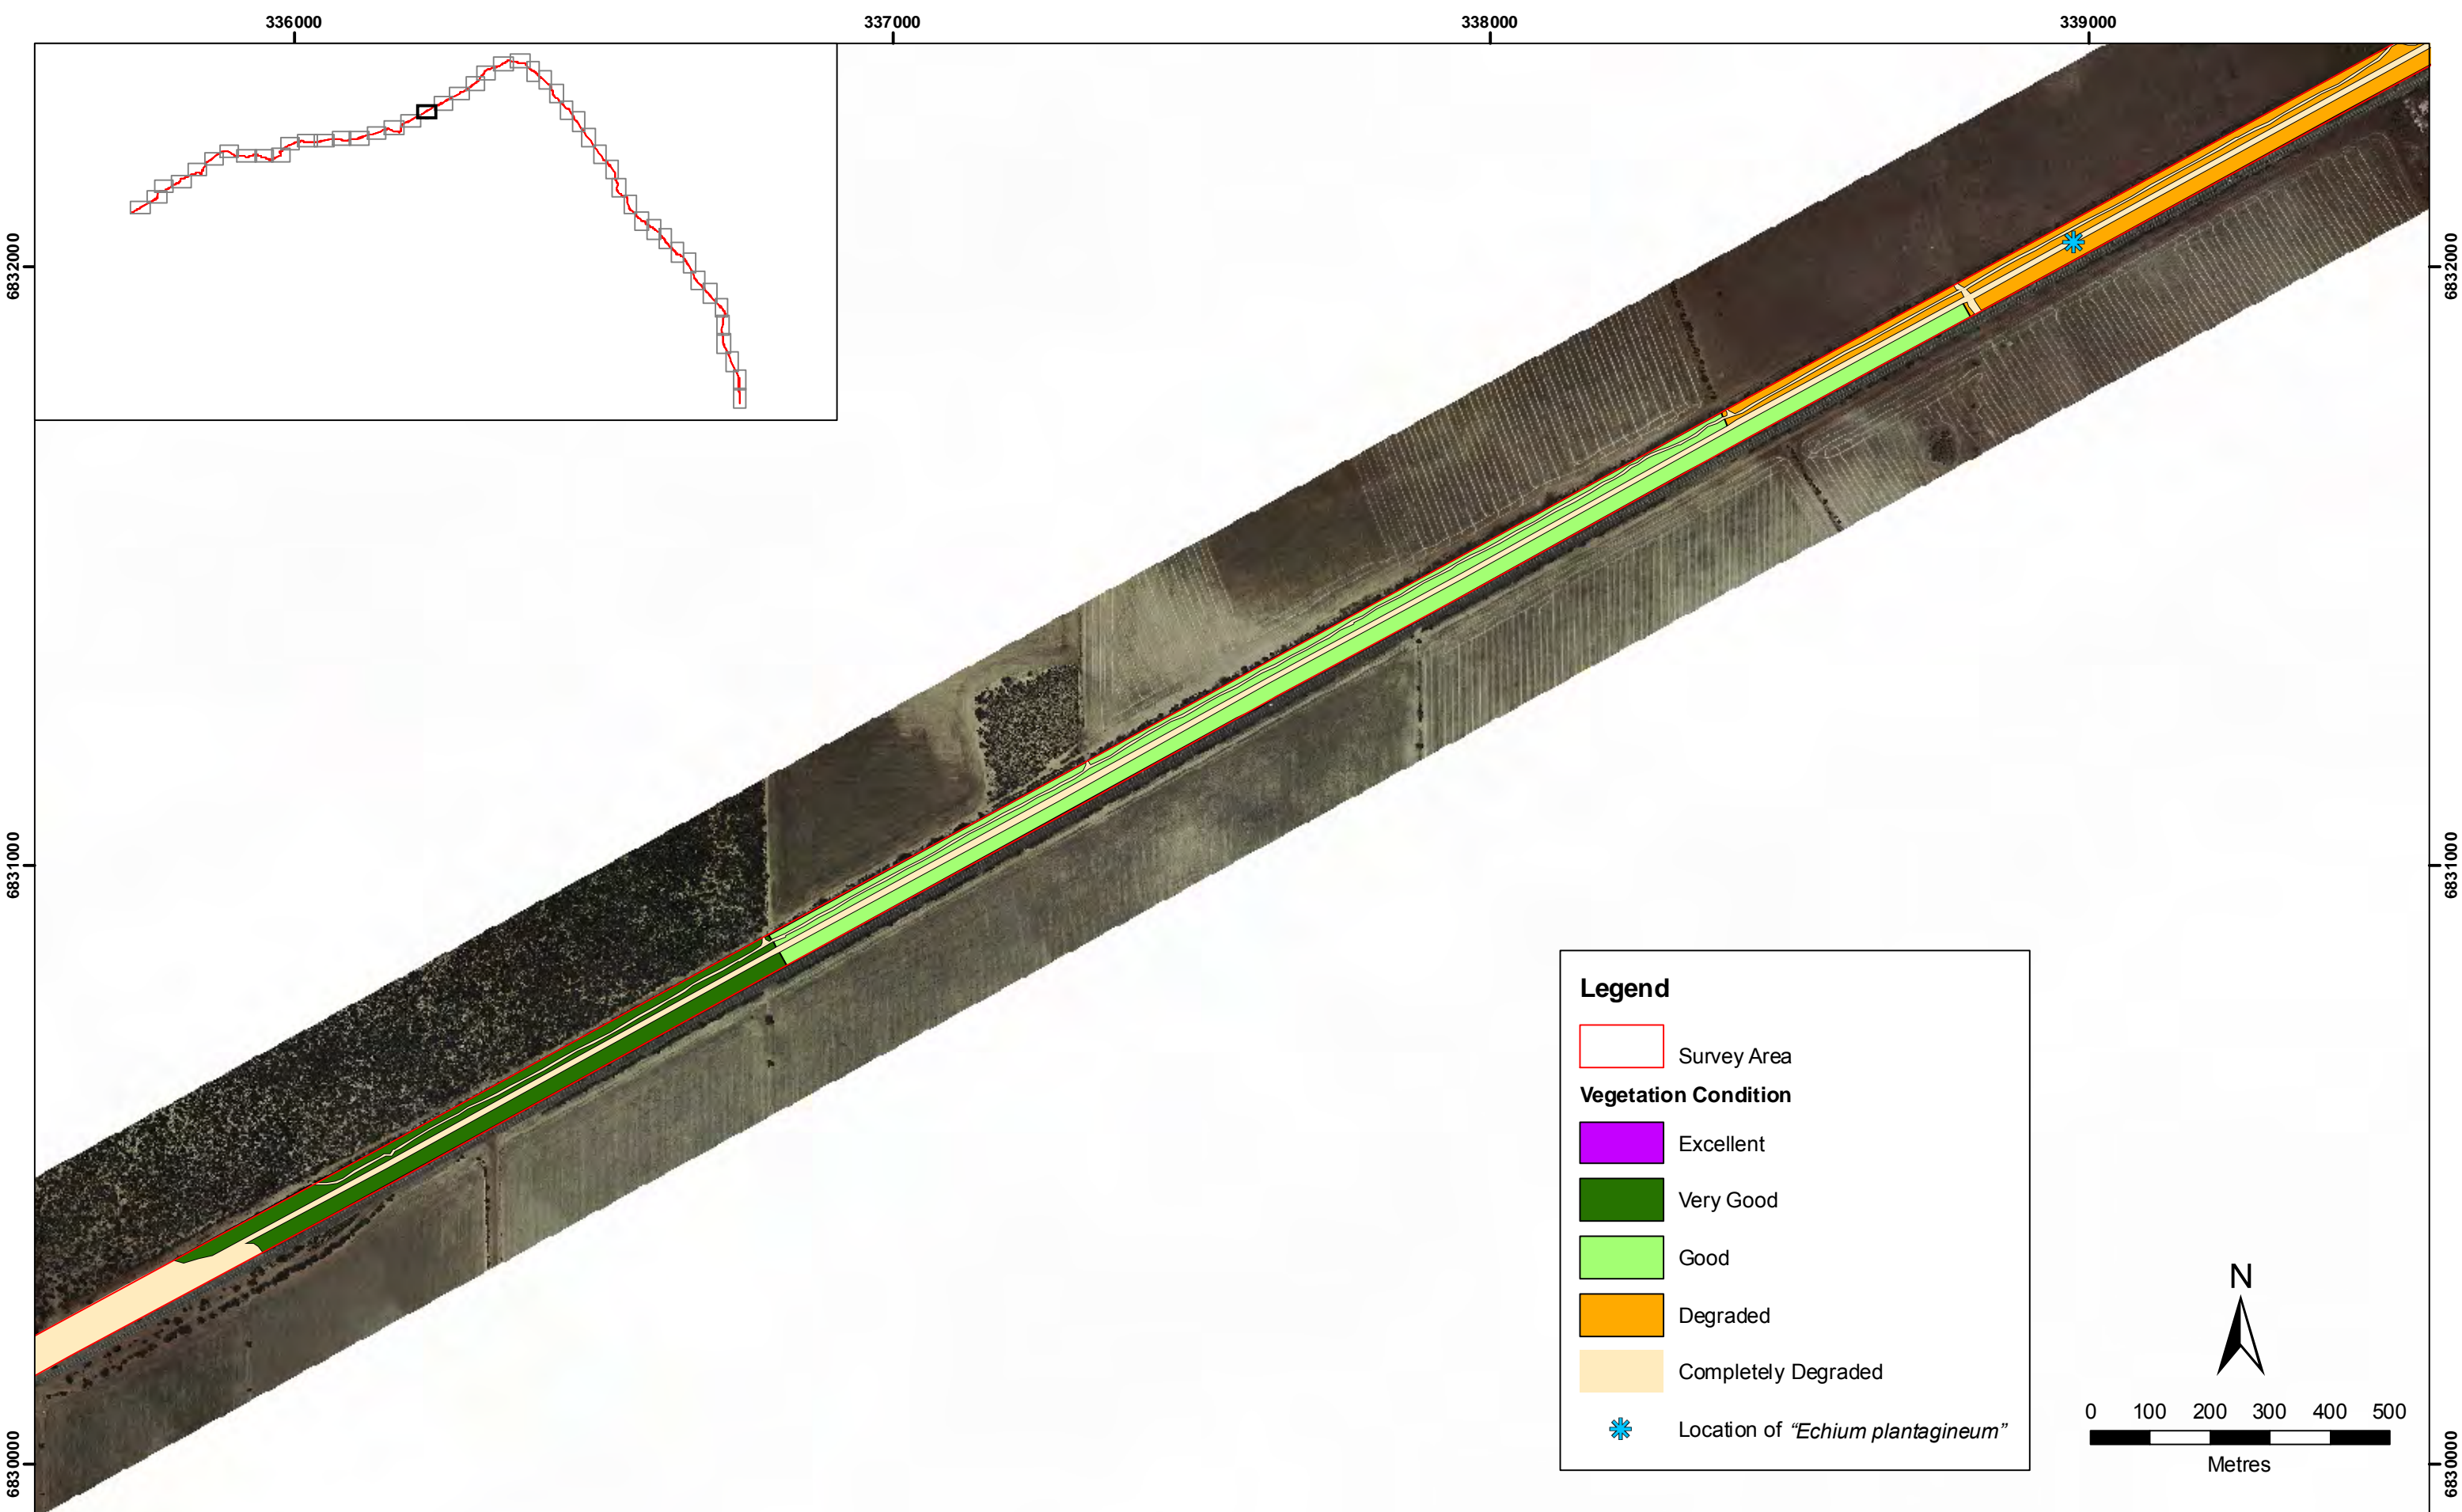 336000 337000 338000 339000
6832000 6832000
6831000 6831000
6830000 6830000
Legend
Survey Area
Vegetation Condition
Excellent
Very Good
Good
Degraded
Completely Degraded
Location of “Echium plantagineum”
N
0 100 200 300 400 500
Metres